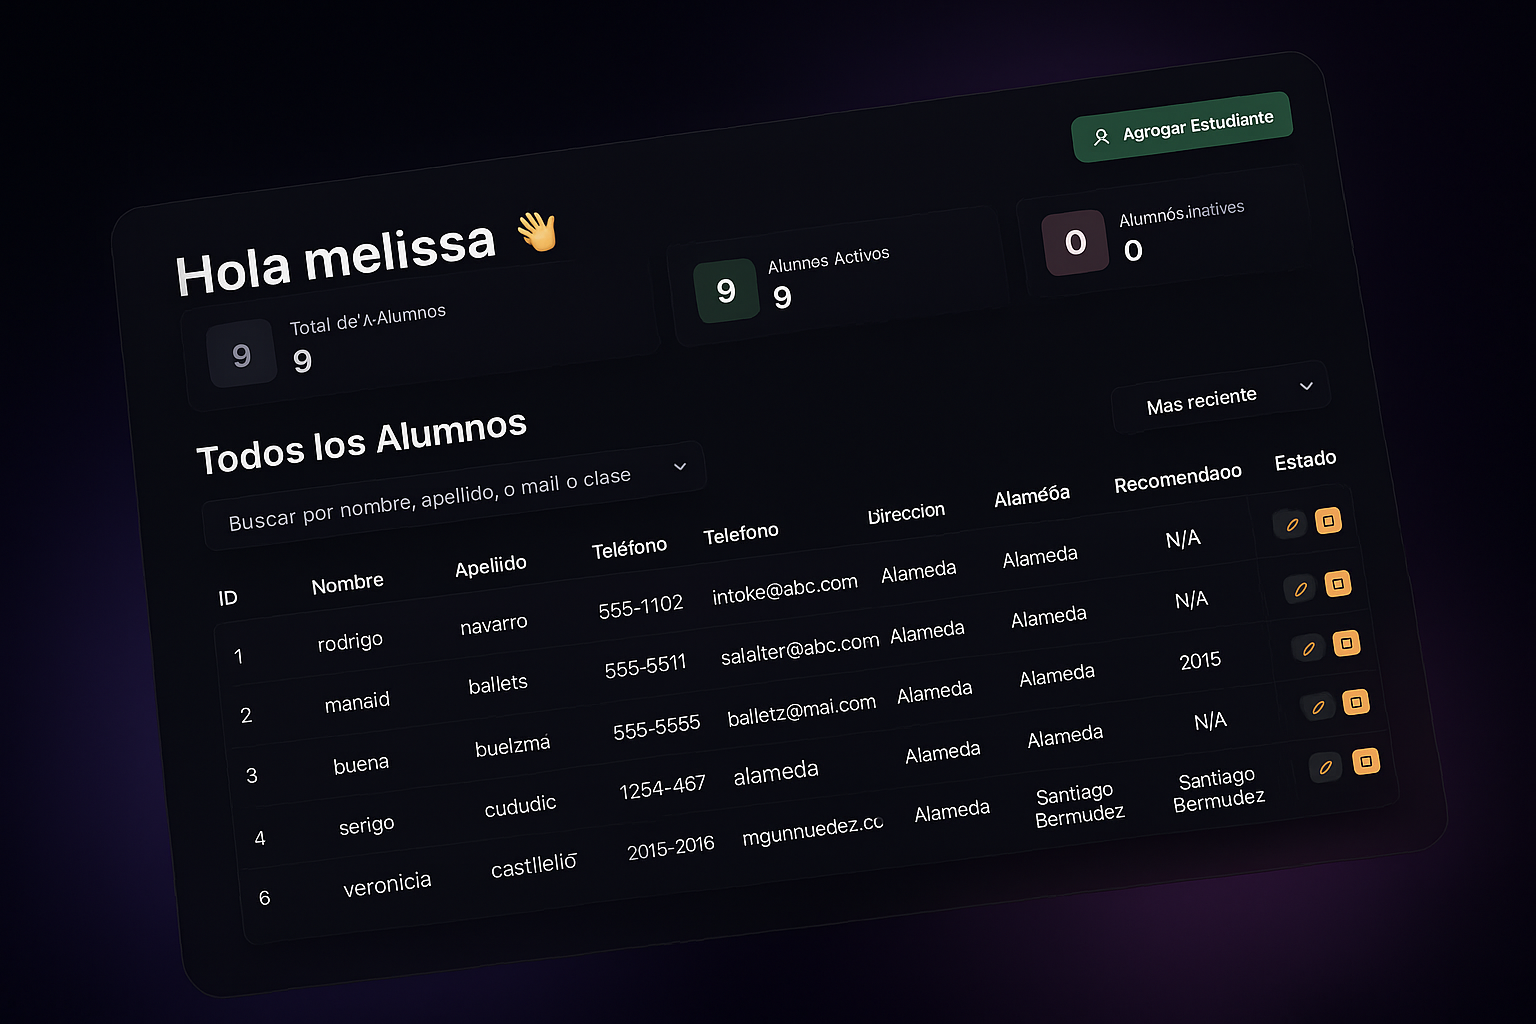 Agrogar Estudiante
Hola melissa 👋
9 Total de'Λ-Alumnos 9
9 Alunnes Activos 9
0 Alumnós.inatives 0
Todos los Alumnos
Mas reciente
Buscar por nombre, apellido, o mail o clase
ID Nombre Apeliido Teléfono Telefono Direccion Alaméóa Recomendaoo Estado
1 rodrigo navarro 555-1102 intoke@abc.com Alameda Alameda N/A
2 manaid ballets 555-5511 salalter@abc.com Alameda Alameda N/A
3 buena buelzma 555-5555 balletz@mai.com Alameda Alameda 2015
4 serigo cududic 1254-467 alameda Alameda Alameda N/A
6 veronicia castllelio 2015-2016 mgunnuedez.co Alameda Santiago Bermudez Santiago Bermudez